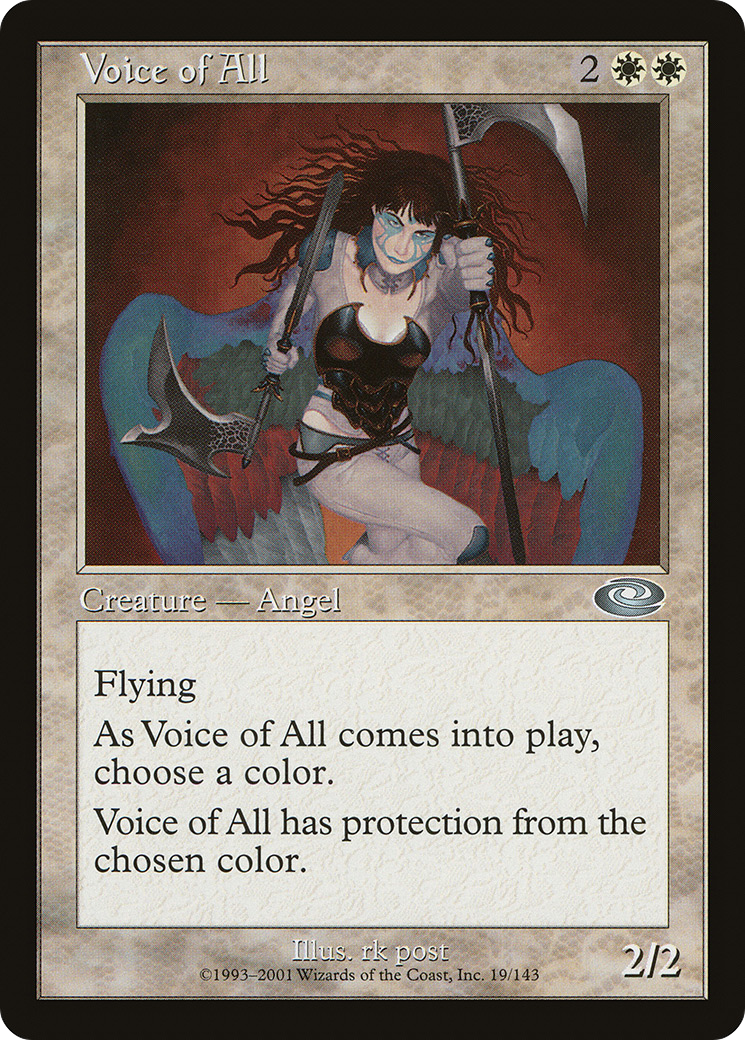 Voice of All 2
Creature — Angel
Flying
As Voice of All comes into play,
choose a color.
Voice of All has protection from the
chosen color.
Illus. rk post
©1993–2001 Wizards of the Coast, Inc. 19/143
2/2